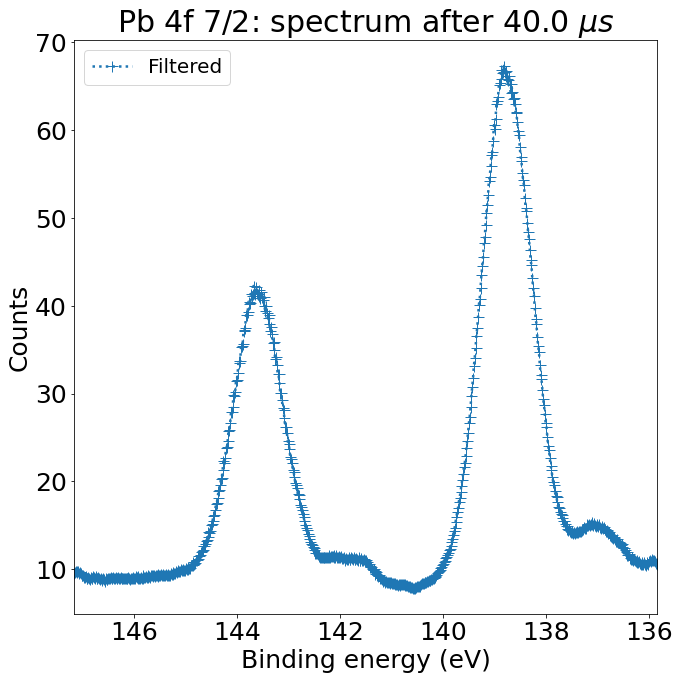 Pb 4f 7/2: spectrum after 40.0 μs
Filtered
70
60
50
40
30
20
10
Counts
146 144 142 140 138 136
Binding energy (eV)